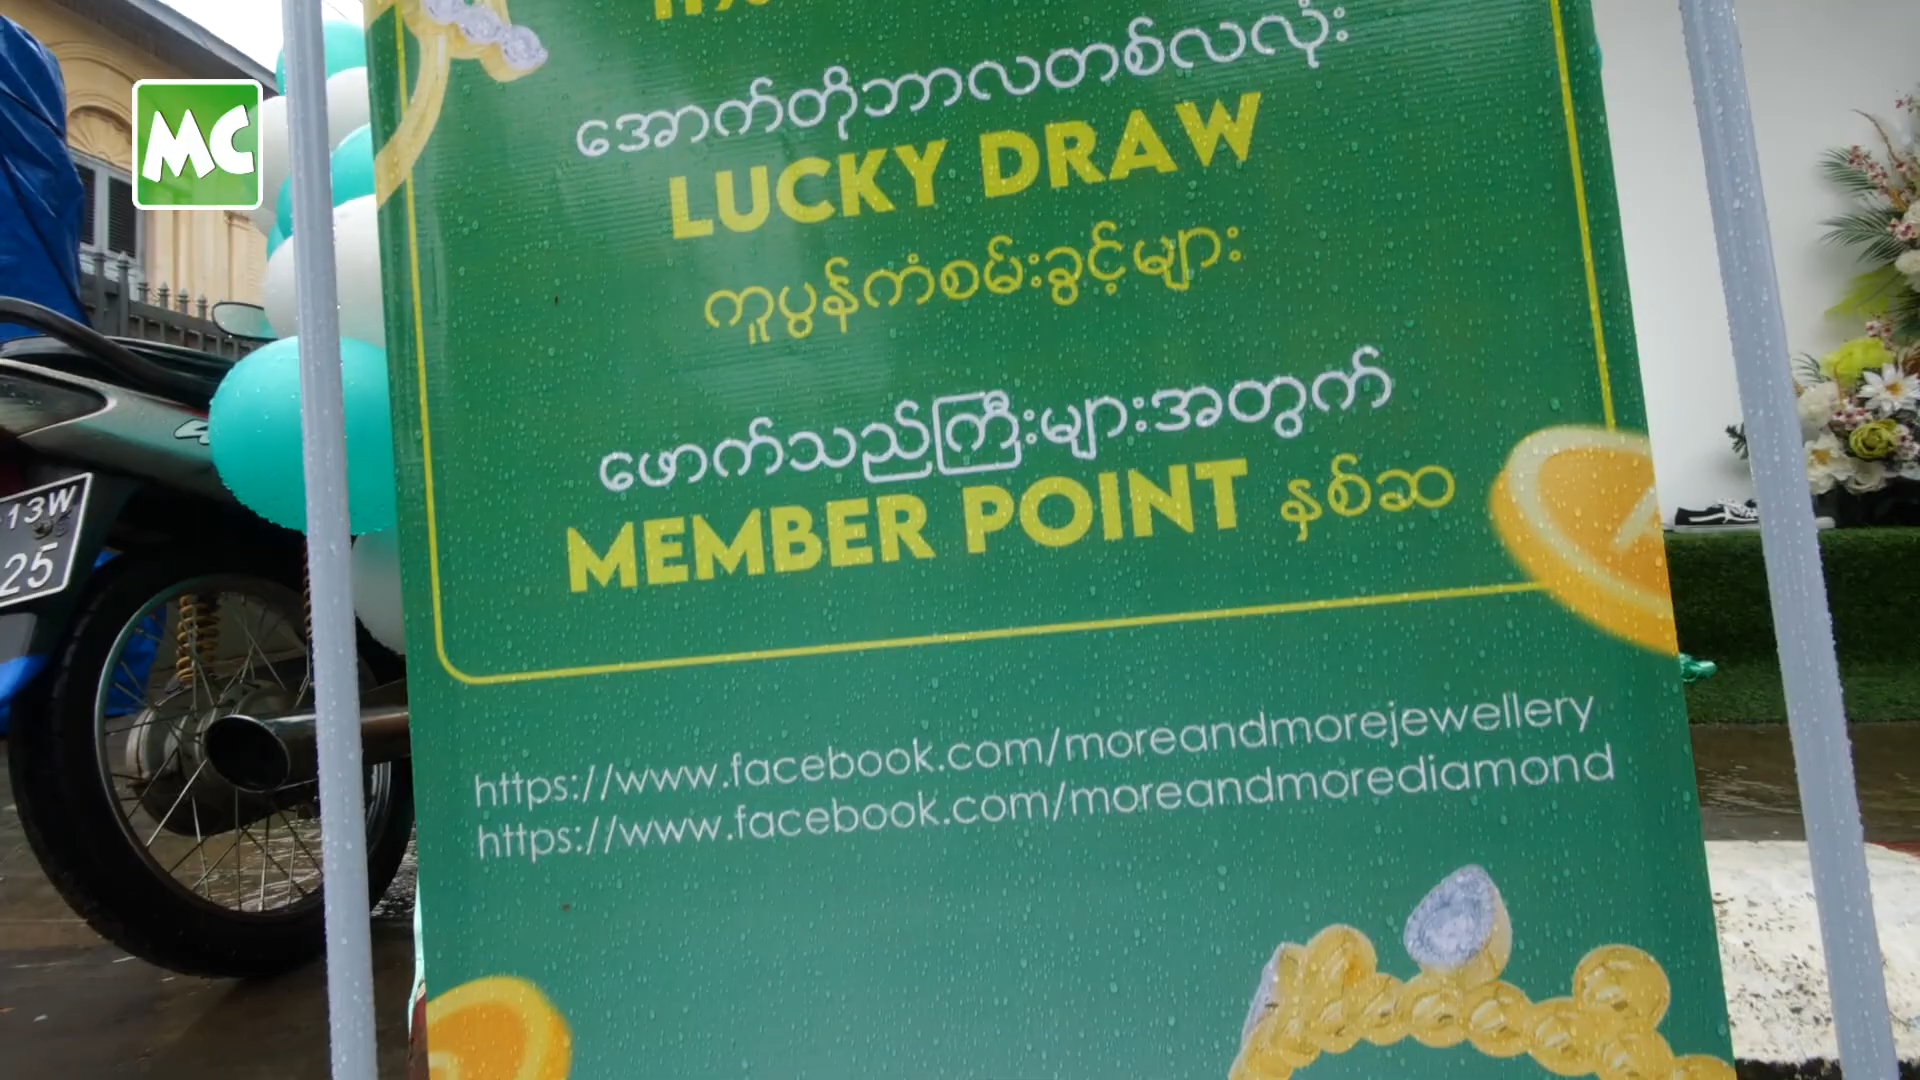 MC
အောက်တိုဘာလတစ်လလုံး
LUCKY DRAW
ကူပွန်ကံစမ်းခွင့်များ
ဖောက်သည်ကြီးများအတွက်
MEMBER POINT နှစ်ဆ
https://www.facebook.com/moreandmorejewellery
https://www.facebook.com/moreandmorediamond
13W
25